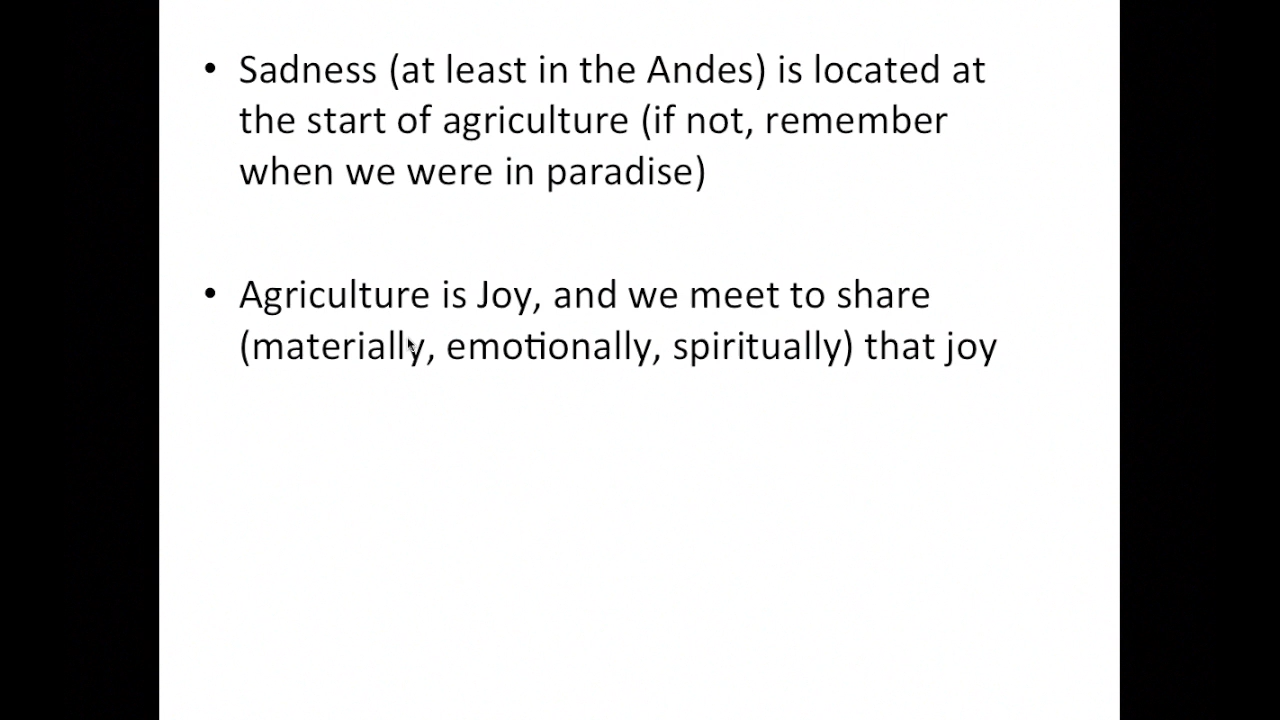 • Sadness (at least in the Andes) is located at
the start of agriculture (if not, remember
when we were in paradise)
• Agriculture is Joy, and we meet to share
(materially, emotionally, spiritually) that joy